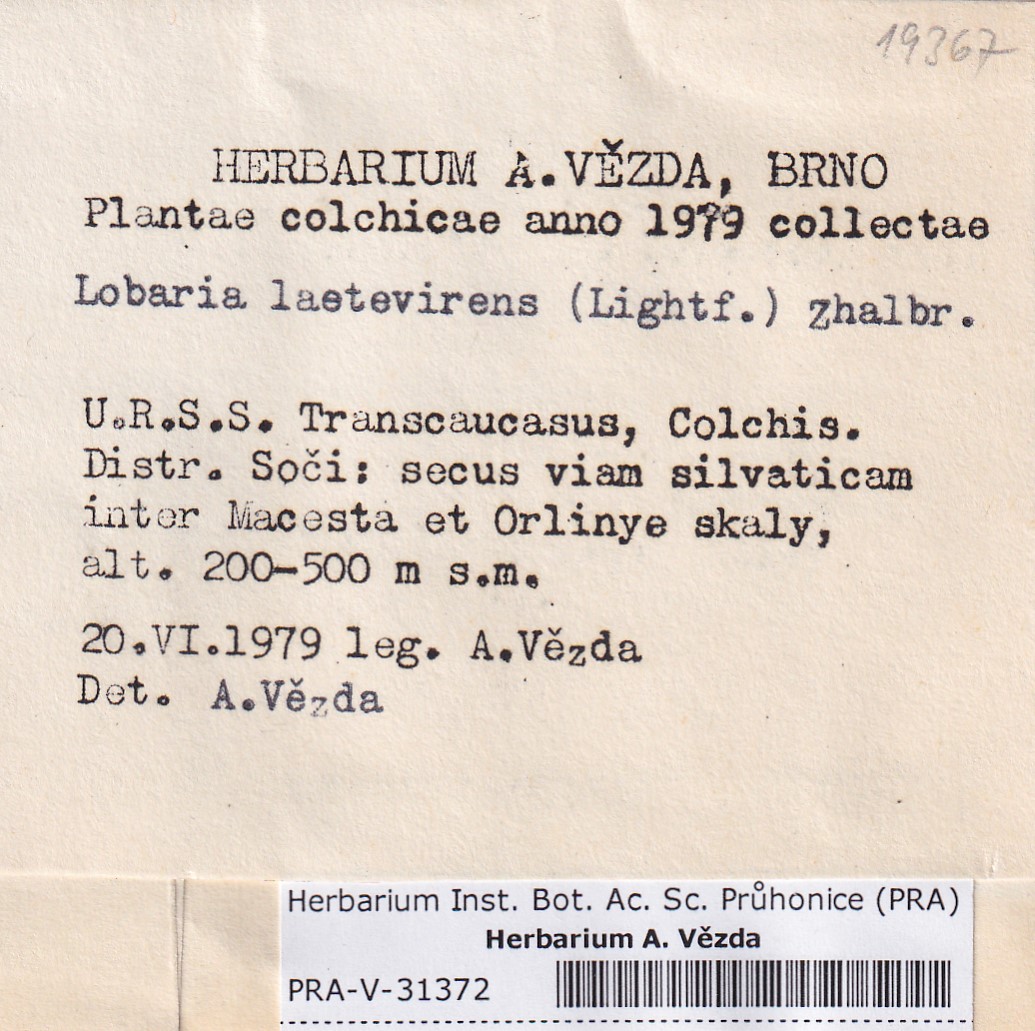 19367
HERBARIUM A.VĚZDA, BRNO
Plantae colchicae anno 1979 collectae
Lobaria laetevirens (Lightf.) Zhalbr.
U.R.S.S. Transcaucasus, Colchis.
Distr. Soči: secus viam silvaticam
inter Macesta et Orlinye skaly,
alt. 200-500 m s.m.
20.VI.1979 leg. A.Vězda
Det. A.Vězda
Herbarium Inst. Bot. Ac. Sc. Průhonice (PRA)
Herbarium A. Vězda
PRA-V-31372